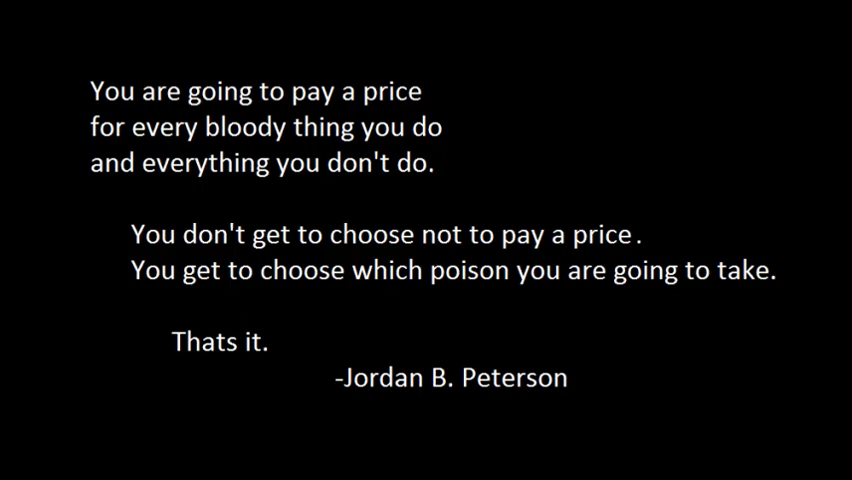 You are going to pay a price
for every bloody thing you do
and everything you don't do.
You don't get to choose not to pay a price.
You get to choose which poison you are going to take.
Thats it.
-Jordan B. Peterson